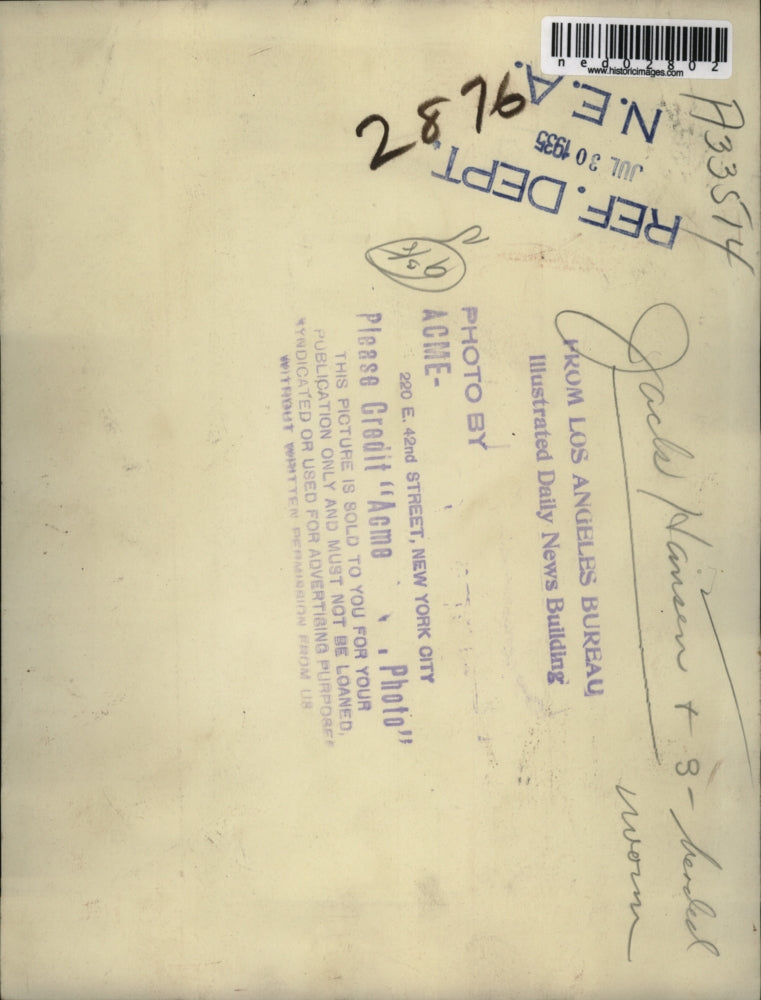 ned02802
www.historicimages.com
A33514
N.E.A.
JUL 30 1935
REF. DEPT.
2876
Jack Hansen + 3-headed
worm
FROM LOS ANGELES BUREAU
Illustrated Daily News Building
PHOTO BY
ACME-
220 E. 42nd STREET, NEW YORK CITY
Please Credit "Acme Photo"
THIS PICTURE IS SOLD TO YOU FOR YOUR
PUBLICATION ONLY AND MUST NOT BE LOANED,
SYNDICATED OR USED FOR ADVERTISING PURPOSES
WITHOUT WRITTEN PERMISSION FROM US